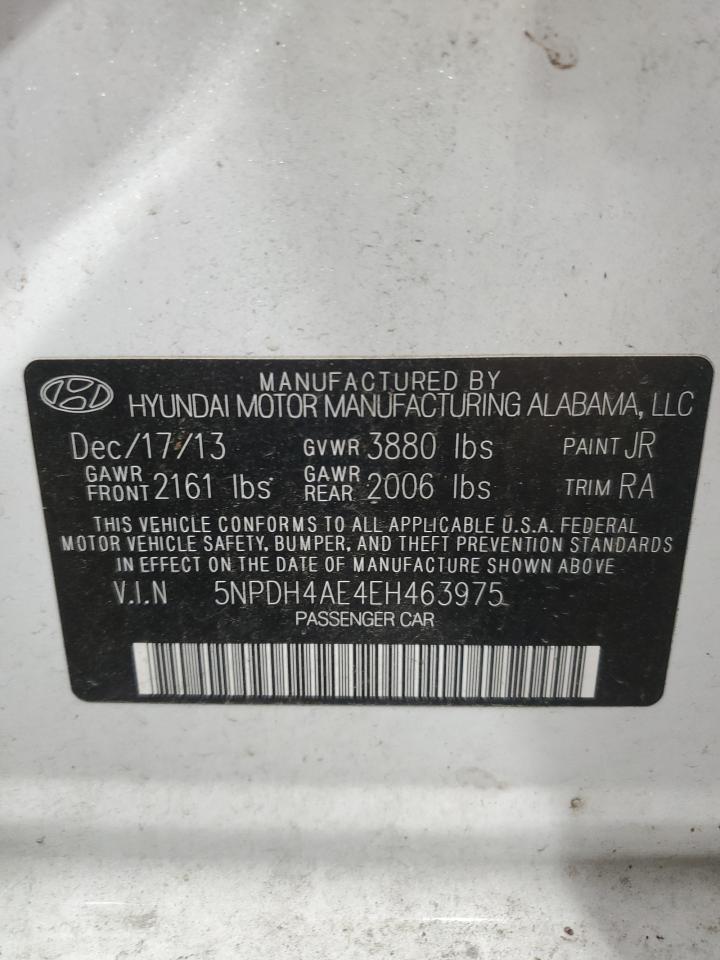 MANUFACTURED BY
HYUNDAI MOTOR MANUFACTURING ALABAMA, LLC
Dec/17/13 GVWR 3880 lbs PAINT JR
GAWR FRONT 2161 lbs GAWR REAR 2006 lbs TRIM RA
THIS VEHICLE CONFORMS TO ALL APPLICABLE U.S.A. FEDERAL
MOTOR VEHICLE SAFETY, BUMPER, AND THEFT PREVENTION STANDARDS
IN EFFECT ON THE DATE OF MANUFACTURE SHOWN ABOVE
V.I.N 5NPDH4AE4EH463975
PASSENGER CAR